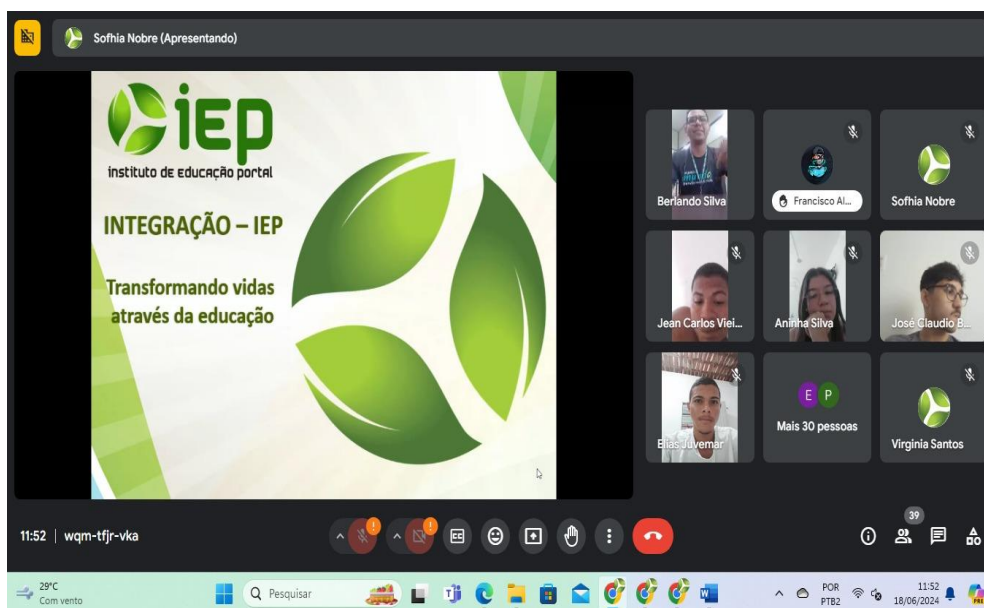 Sofhia Nobre (Apresentando)
iEP
instituto de educação portal
INTEGRAÇÃO – IEP
Transformando vidas
através da educação
Berlando Silva
Francisco Al...
Sofhia Nobre
Jean Carlos Viei...
Aninha Silva
José Claudio B...
Elias Juvemar
E P
Mais 30 pessoas
Virginia Santos
11:52 | wqm-tfjr-vka
CC
39
29°C
Com vento
Pesquisar
POR
PTB2
11:52
18/06/2024
PRE